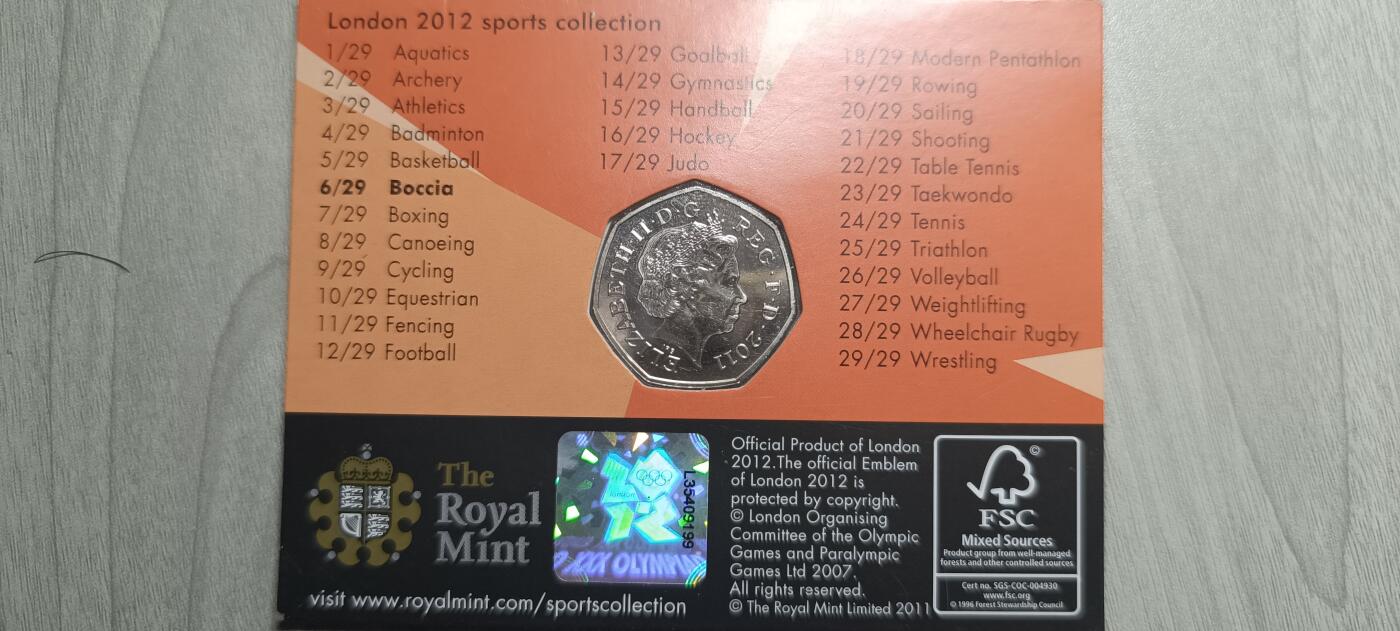 London 2012 sports collection
1/29 Aquatics
2/29 Archery
3/29 Athletics
4/29 Badminton
5/29 Basketball
6/29 Boccia
7/29 Boxing
8/29 Canoeing
9/29 Cycling
10/29 Equestrian
11/29 Fencing
12/29 Football
13/29 Goalball
14/29 Gymnastics
15/29 Handball
16/29 Hockey
17/29 Judo
18/29 Modern Pentathlon
19/29 Rowing
20/29 Sailing
21/29 Shooting
22/29 Table Tennis
23/29 Taekwondo
24/29 Tennis
25/29 Triathlon
26/29 Volleyball
27/29 Weightlifting
28/29 Wheelchair Rugby
29/29 Wrestling
ELIZABETH·II·D·G REG·F·D·2011
The
Royal
Mint
visit www.royalmint.com/sportscollection
london
L35409199
XXX OLYMPIA
Official Product of London
2012.The official Emblem
of London 2012 is
protected by copyright.
© London Organising
Committee of the Olympic
Games and Paralympic
Games Ltd 2007.
All rights reserved.
© The Royal Mint Limited 2011
©
FSC
Mixed Sources
Product group from well-managed
forests and other controlled sources
Cert no. SGS-COC-004930
www.fsc.org
© 1996 Forest Stewardship Council